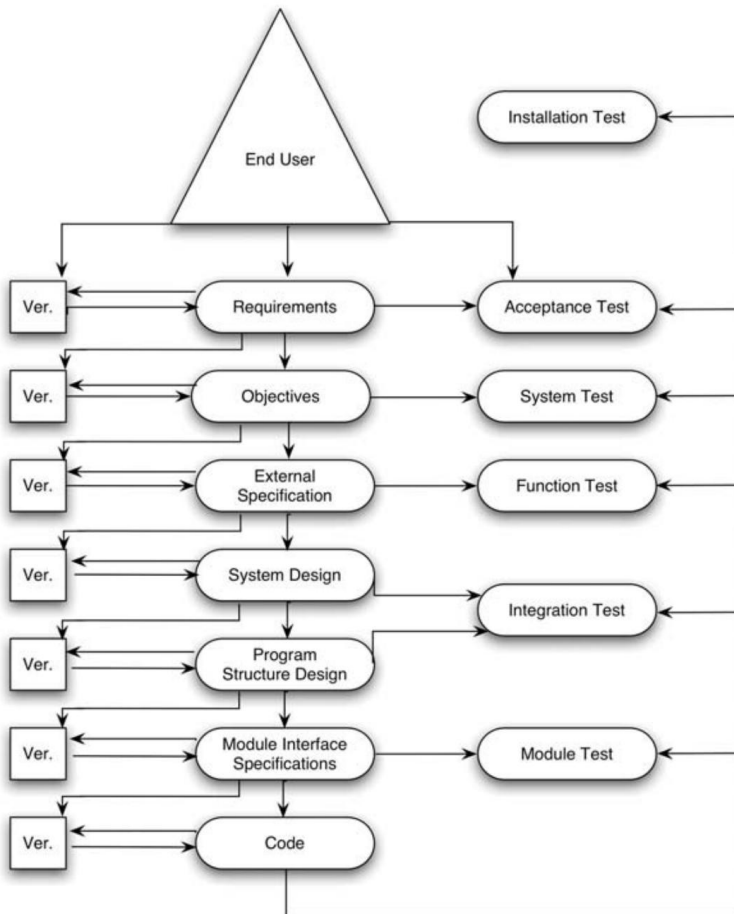 End User
Installation Test
Ver.
Requirements
Acceptance Test
Ver.
Objectives
System Test
Ver.
External
Specification
Function Test
Ver.
System Design
Integration Test
Ver.
Program
Structure Design
Ver.
Module Interface
Specifications
Module Test
Ver.
Code